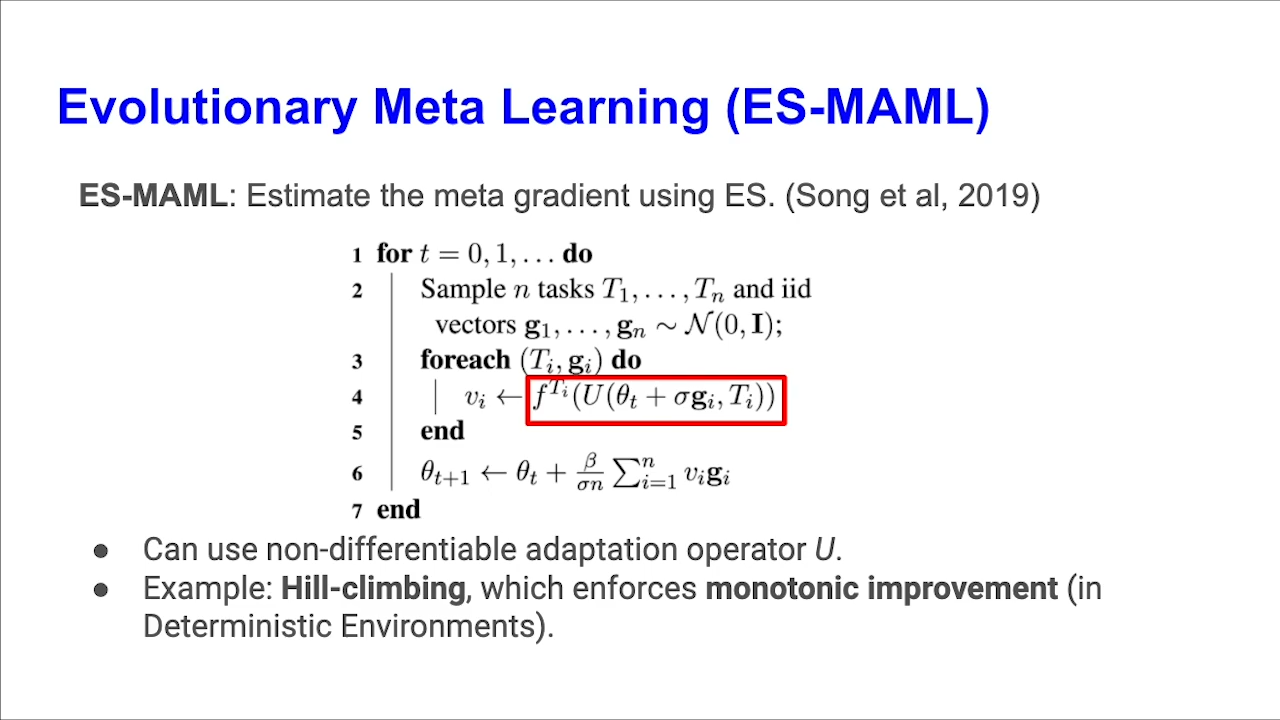 Evolutionary Meta Learning (ES-MAML)
ES-MAML: Estimate the meta gradient using ES. (Song et al, 2019)
1 for t = 0, 1, . . . do
2 Sample n tasks T₁, . . . , Tₙ and iid
vectors g₁, . . . , gₙ ∼ 𝒩(0, I);
3 foreach (Tᵢ, gᵢ) do
4 vᵢ ← f^{Tᵢ}(U(θₜ + σgᵢ, Tᵢ))
5 end
6 θₜ₊₁ ← θₜ + \frac{β}{σn} ∑_{i=1}^{n} vᵢgᵢ
7 end
● Can use non-differentiable adaptation operator U.
● Example: Hill-climbing, which enforces monotonic improvement (in
Deterministic Environments).